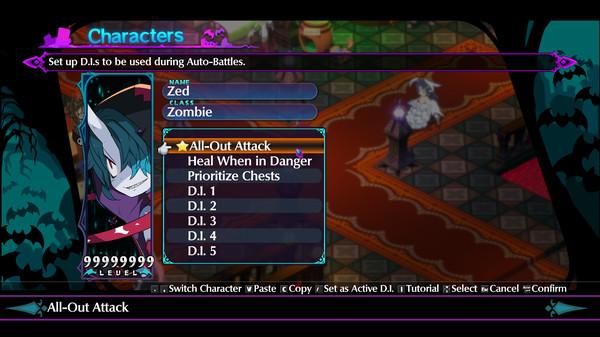 Characters
Set up D.I.s to be used during Auto-Battles.
NAME
Zed
CLASS
Zombie
All-Out Attack
Heal When in Danger
Prioritize Chests
D.I. 1
D.I. 2
D.I. 3
D.I. 4
D.I. 5
99999999
LEVEL
Switch Character Paste C Copy / Set as Active D.I. Tutorial Select Cancel Confirm
All-Out Attack